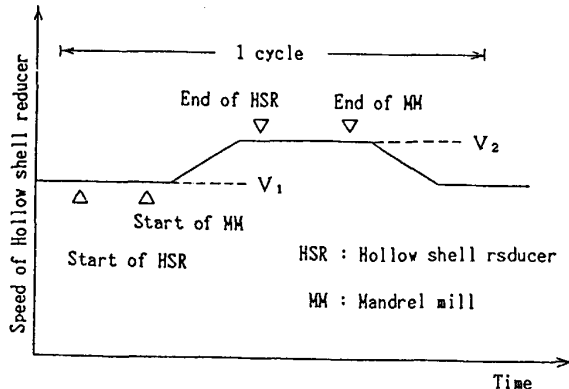 1 cycle
End of HSR
End of MM
V2
V1
Start of MM
Start of HSR
HSR : Hollow shell rsducer
MM : Mandrel mill
Speed of Hollow shell reducer
Time